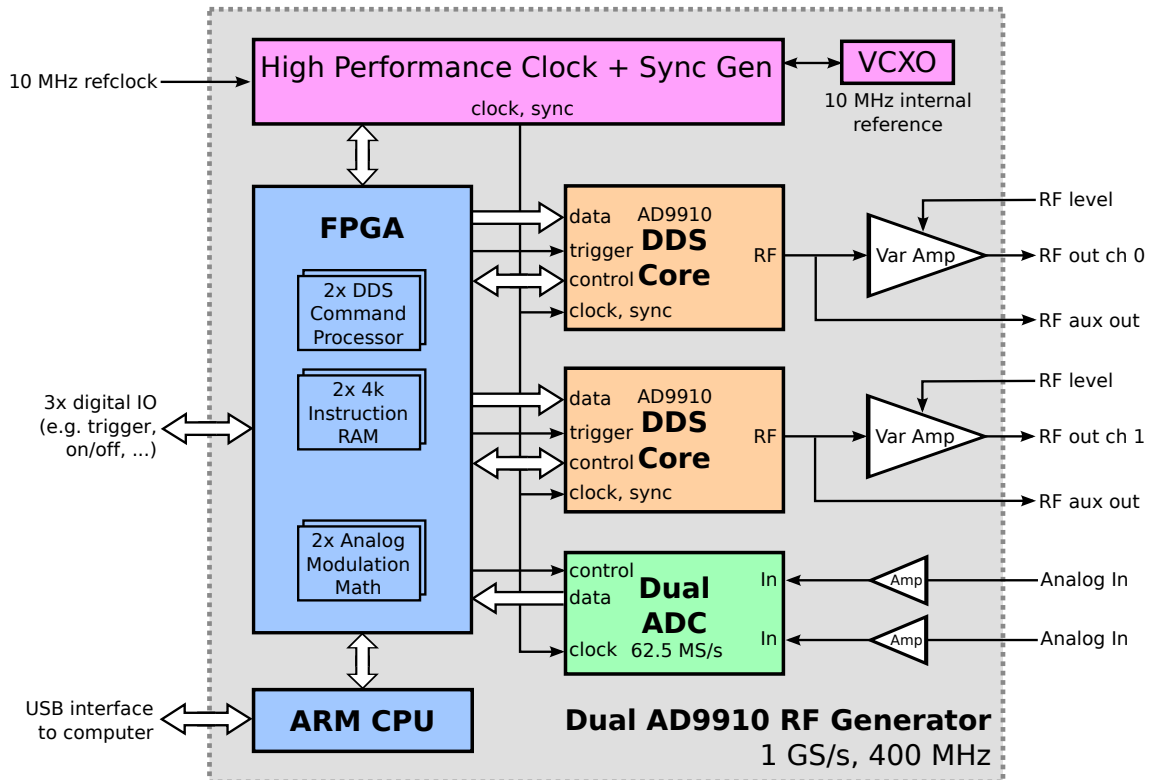 High Performance Clock + Sync Gen
clock, sync
VCXO
10 MHz internal
reference
10 MHz refclock
FPGA
2x DDS
Command
Processor
2x 4k
Instruction
RAM
2x Analog
Modulation
Math
3x digital IO
(e.g. trigger,
on/off, ...)
data
trigger
control
clock, sync
AD9910
DDS
Core
RF
Var Amp
RF level
RF out ch 0
RF aux out
data
trigger
control
clock, sync
AD9910
DDS
Core
RF
Var Amp
RF level
RF out ch 1
RF aux out
control
data
clock
Dual
ADC
62.5 MS/s
In
In
Amp
Amp
Analog In
Analog In
USB interface
to computer
ARM CPU
Dual AD9910 RF Generator
1 GS/s, 400 MHz